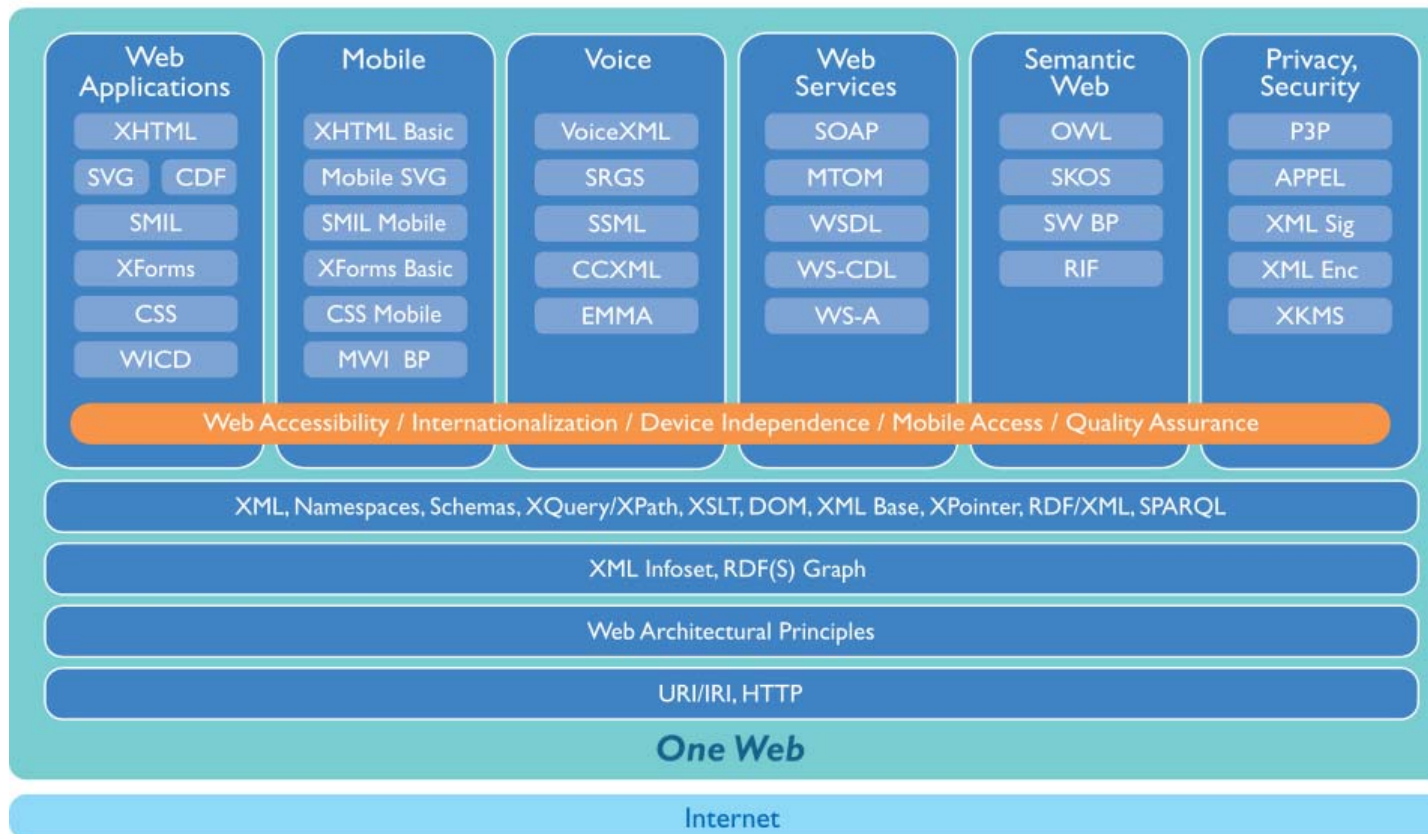 Web
Applications
XHTML
SVG
CDF
SMIL
XForms
CSS
WICD
Mobile
XHTML Basic
Mobile SVG
SMIL Mobile
XForms Basic
CSS Mobile
MWI BP
Voice
VoiceXML
SRGS
SSML
CCXML
EMMA
Web
Services
SOAP
MTOM
WSDL
WS-CDL
WS-A
Semantic
Web
OWL
SKOS
SW BP
RIF
Privacy,
Security
P3P
APPEL
XML Sig
XML Enc
XKMS
Web Accessibility / Internationalization / Device Independence / Mobile Access / Quality Assurance
XML, Namespaces, Schemas, XQuery/XPath, XSLT, DOM, XML Base, XPointer, RDF/XML, SPARQL
XML Infoset, RDF(S) Graph
Web Architectural Principles
URI/IRI, HTTP
One Web
Internet